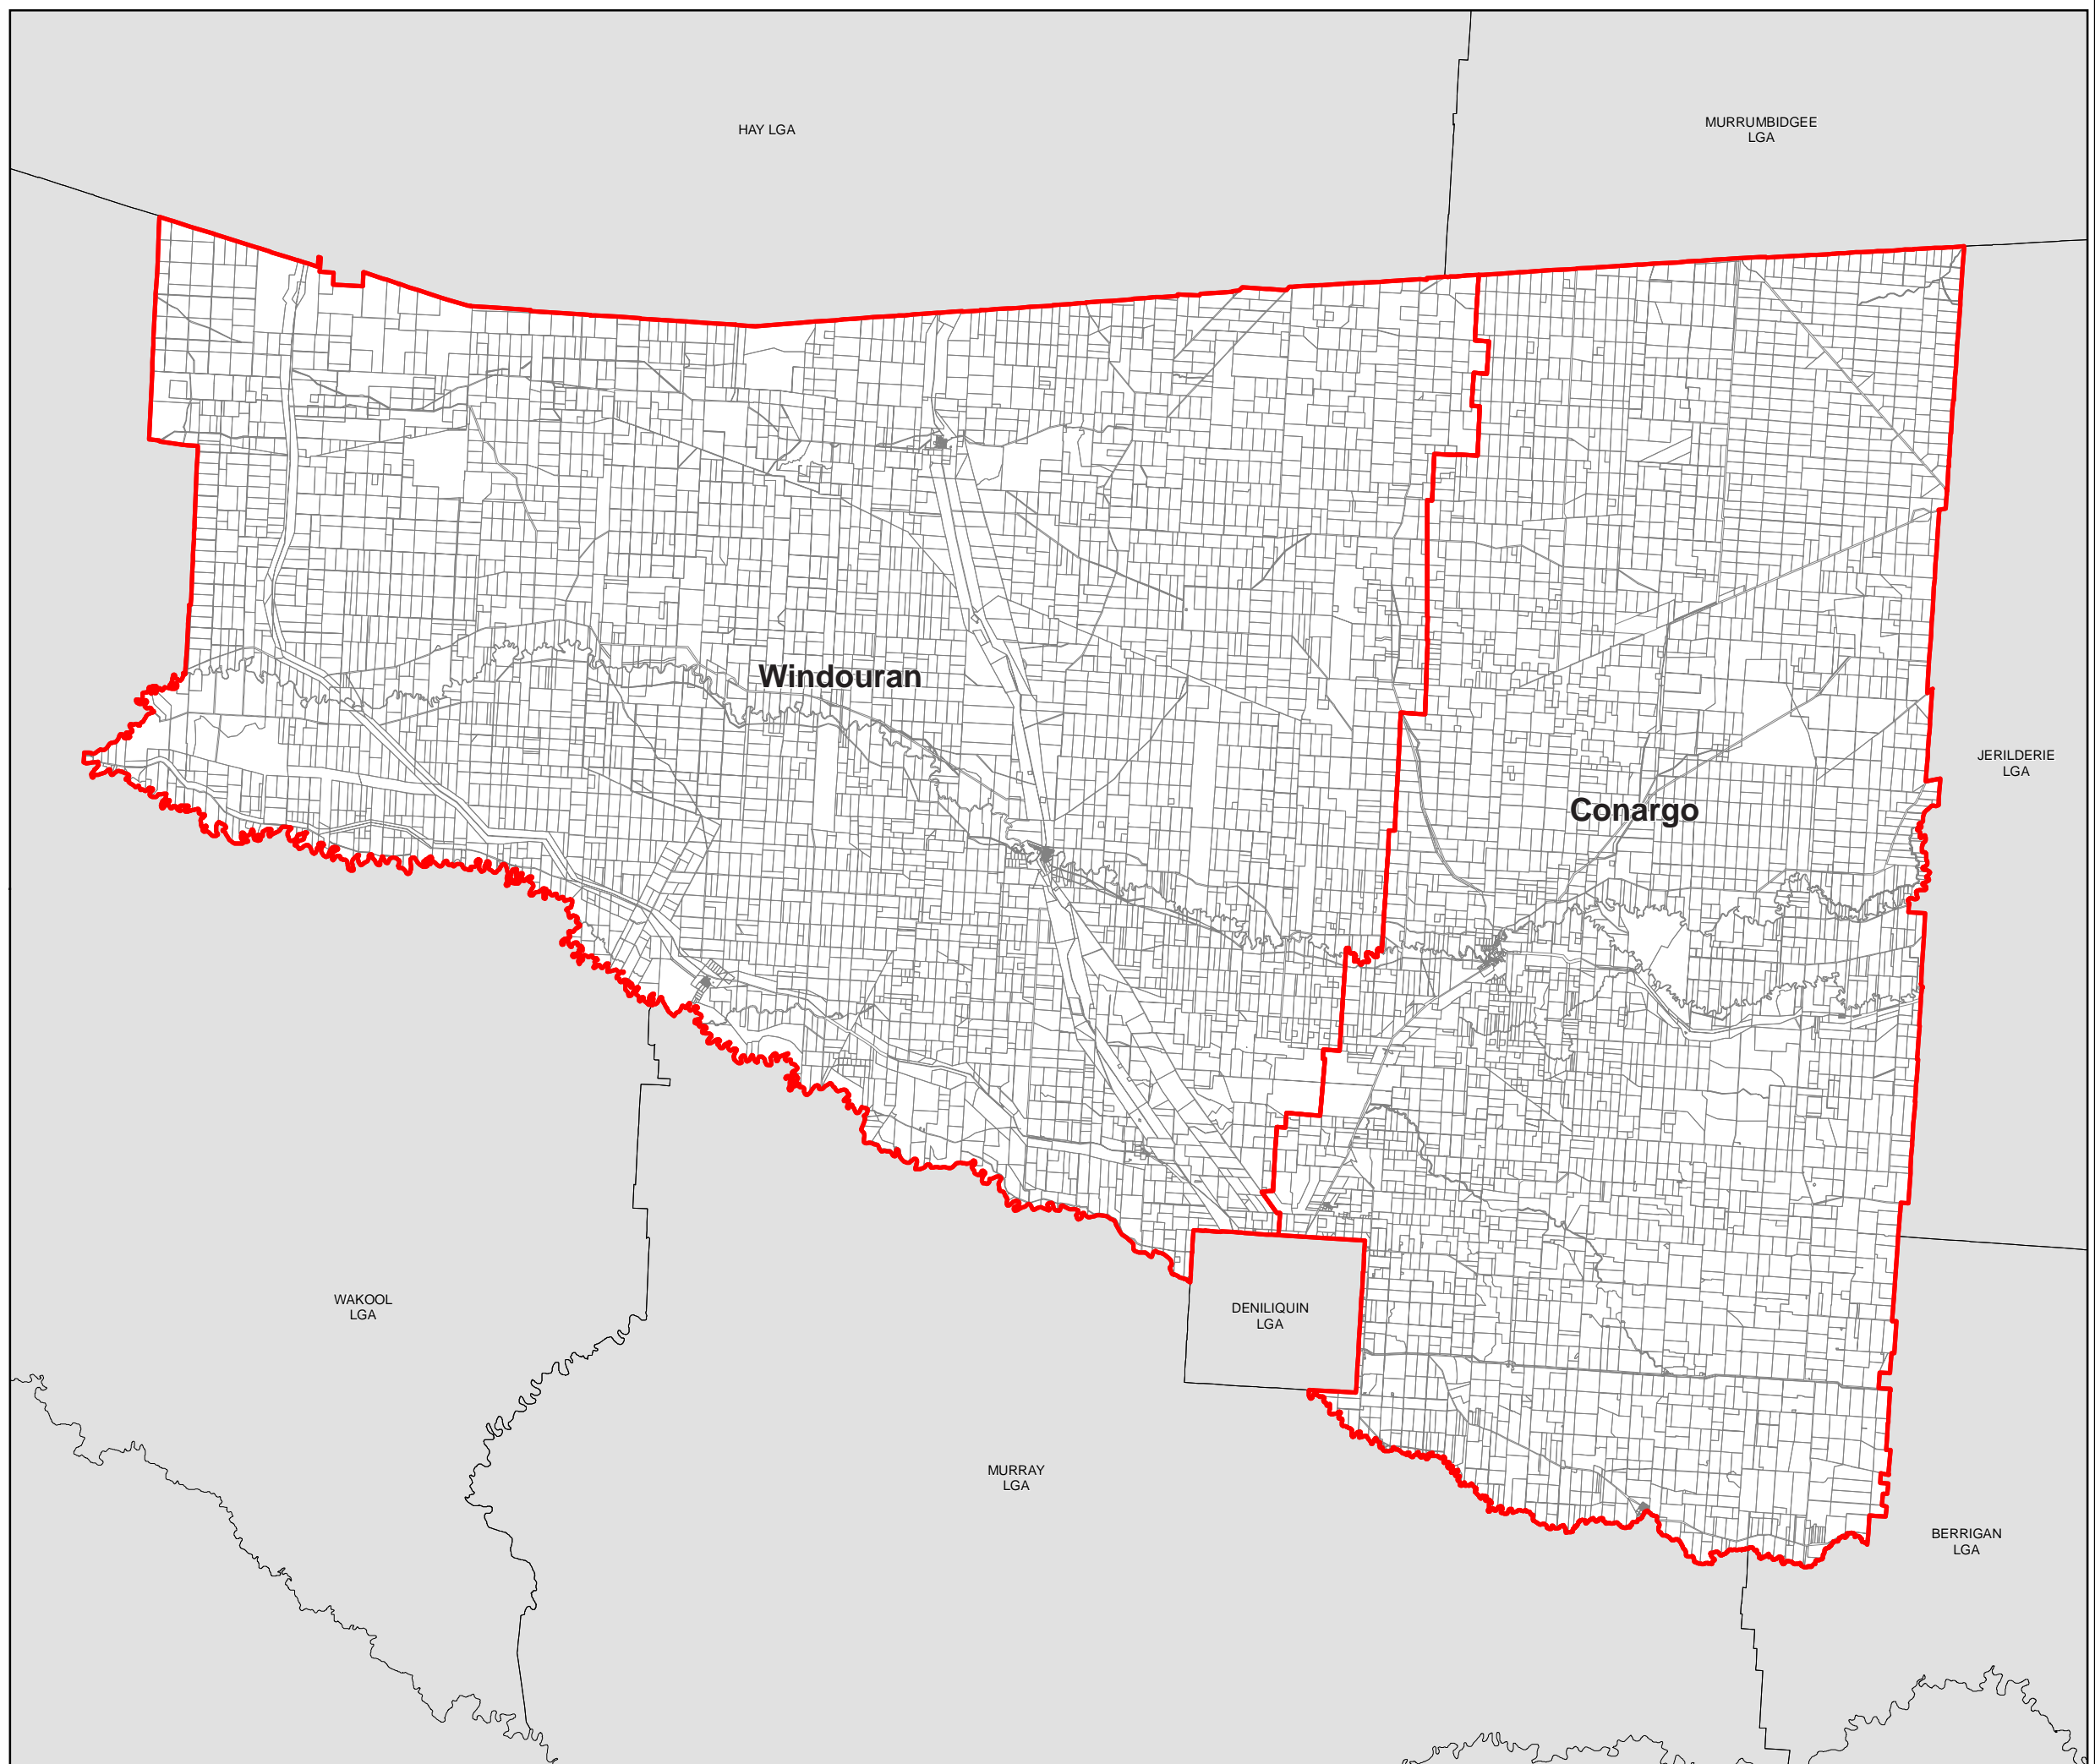 HAY LGA
MURRUMBIDGEE
LGA
Windouran
JERILDERIE
LGA
Conargo
WAKOOL
LGA
DENILIQUIN
LGA
MURRAY
LGA
BERRIGAN
LGA